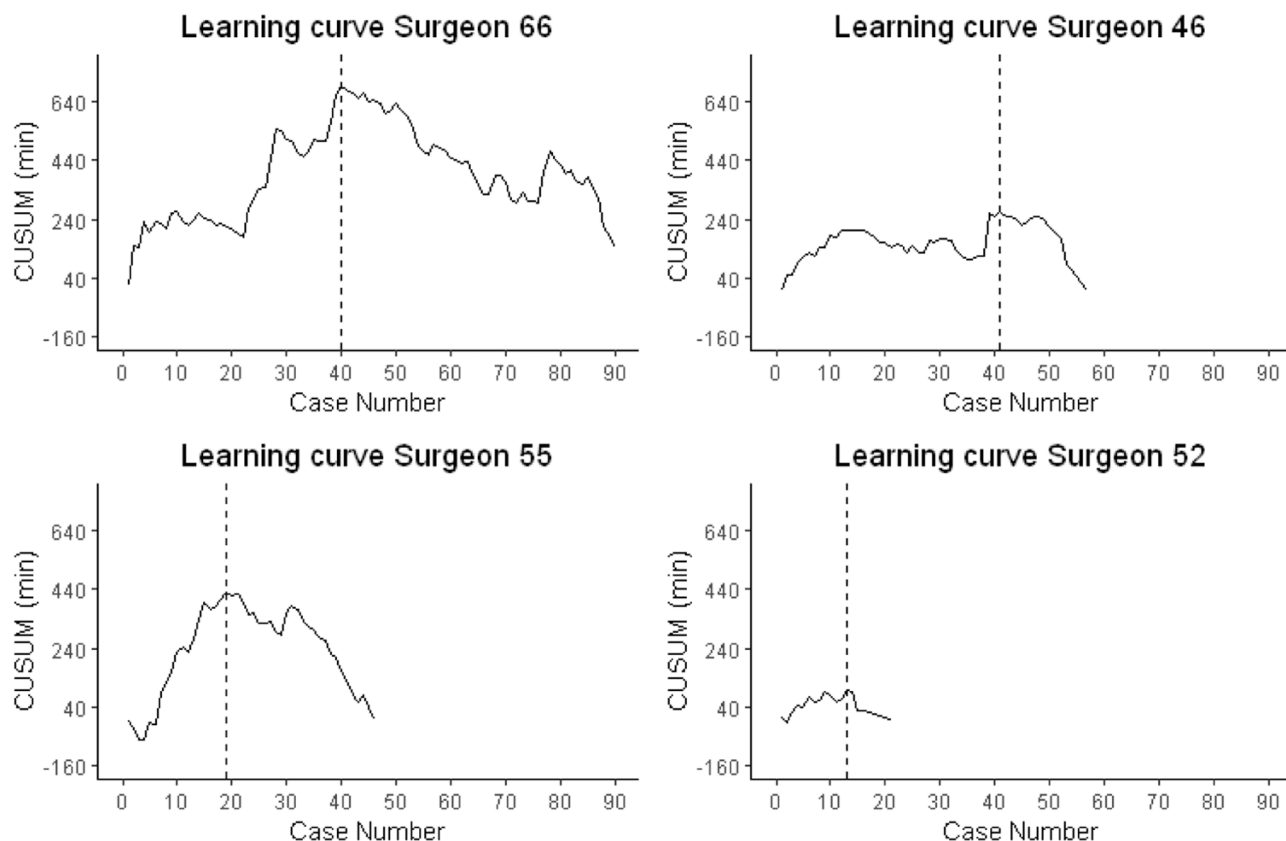 Learning curve Surgeon 66
CUSUM (min)
640
440
240
40
-160
0 10 20 30 40 50 60 70 80 90
Case Number
Learning curve Surgeon 46
CUSUM (min)
640
440
240
40
-160
0 10 20 30 40 50 60 70 80 90
Case Number
Learning curve Surgeon 55
CUSUM (min)
640
440
240
40
-160
0 10 20 30 40 50 60 70 80 90
Case Number
Learning curve Surgeon 52
CUSUM (min)
640
440
240
40
-160
0 10 20 30 40 50 60 70 80 90
Case Number